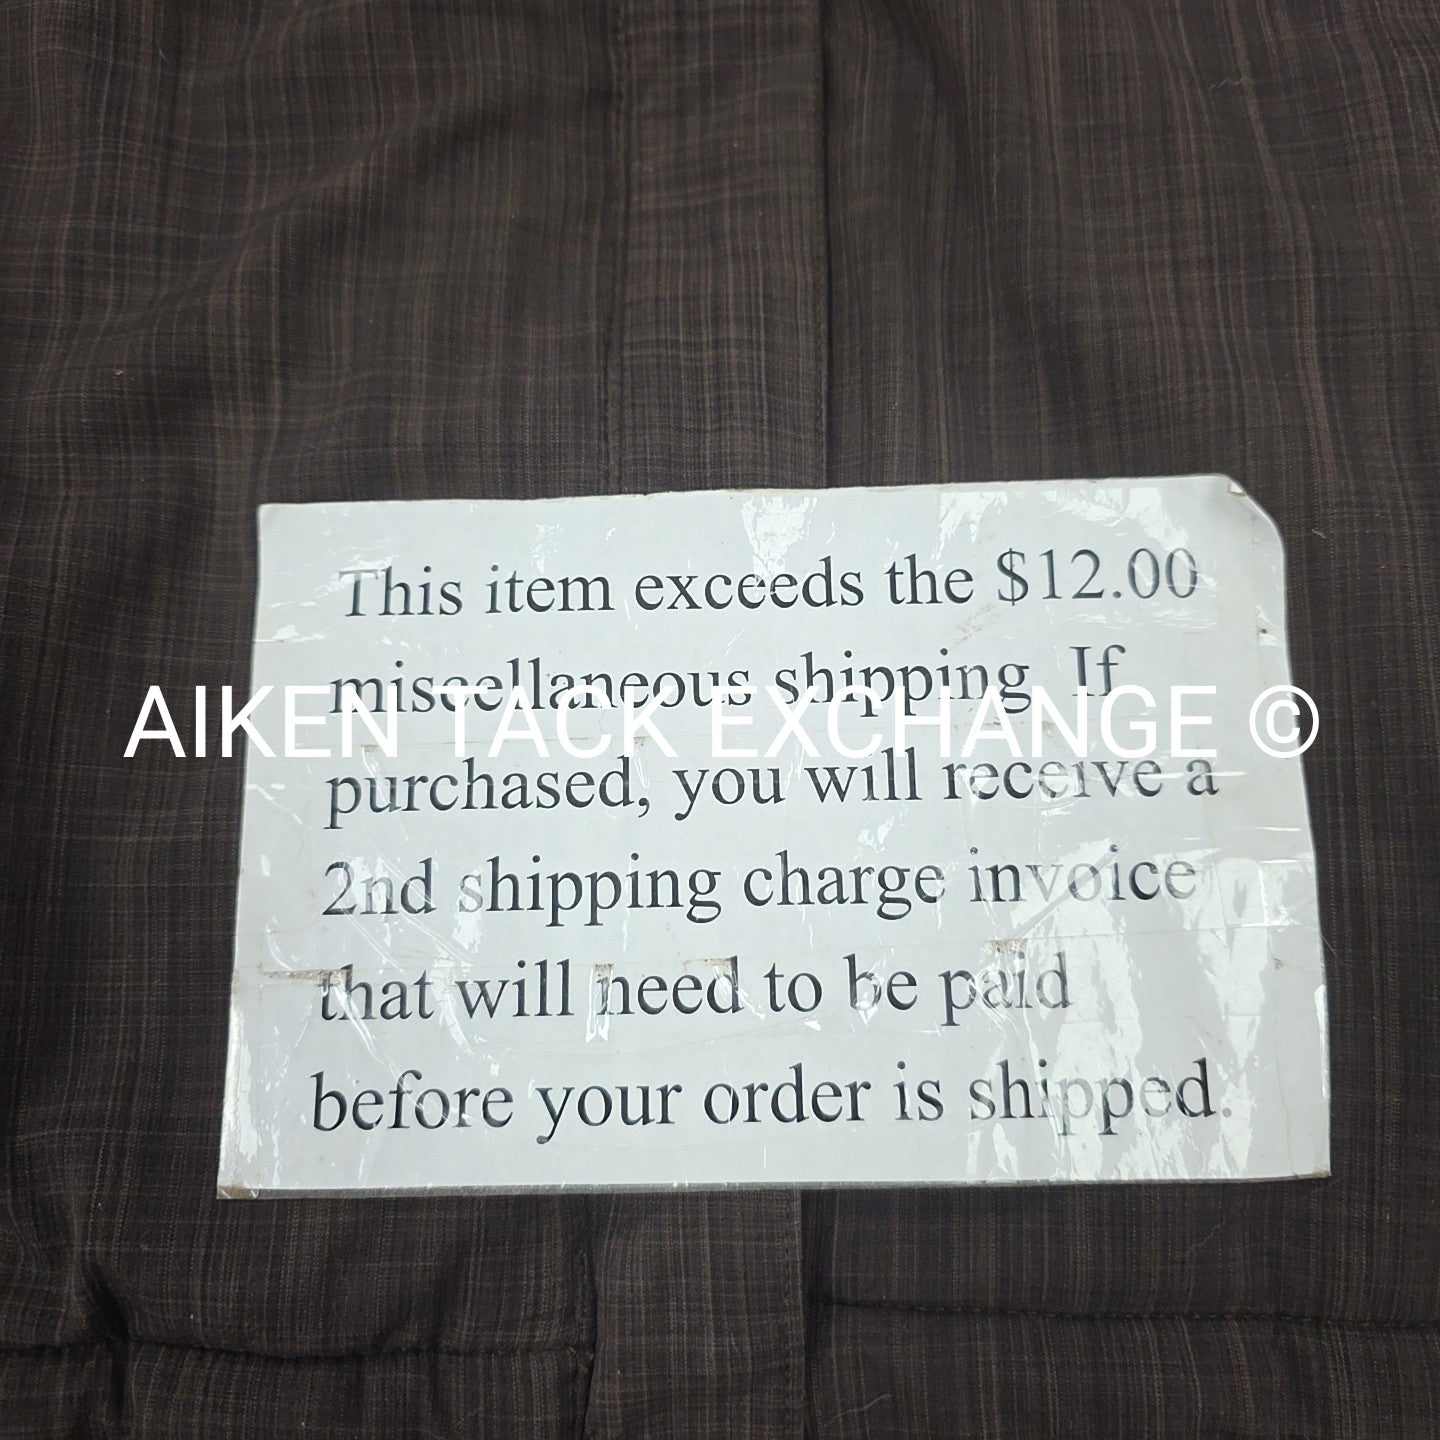 This item exceeds the $12.00
miscellaneous shipping. If
AIKEN TACK EXCHANGE ©
purchased, you will receive a
2nd shipping charge invoice
that will need to be paid
before your order is shipped.